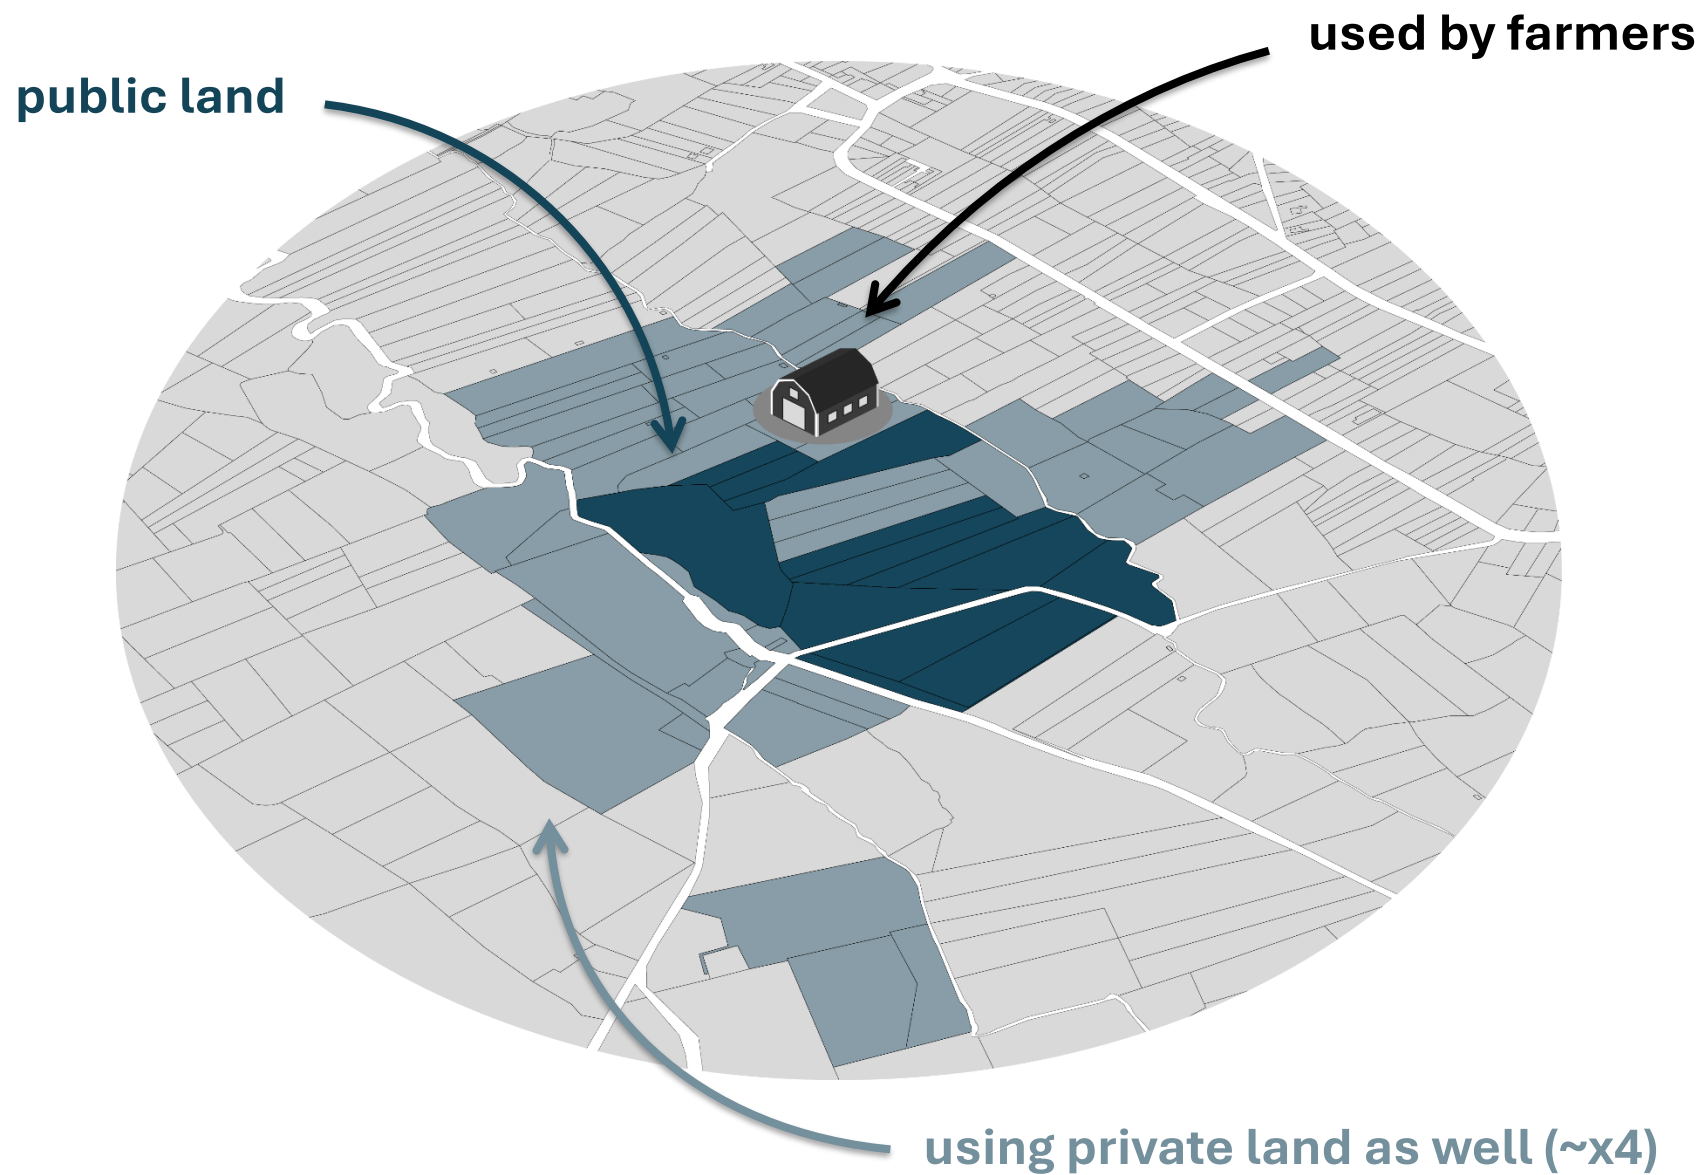 used by farmers
public land
using private land as well (~x4)